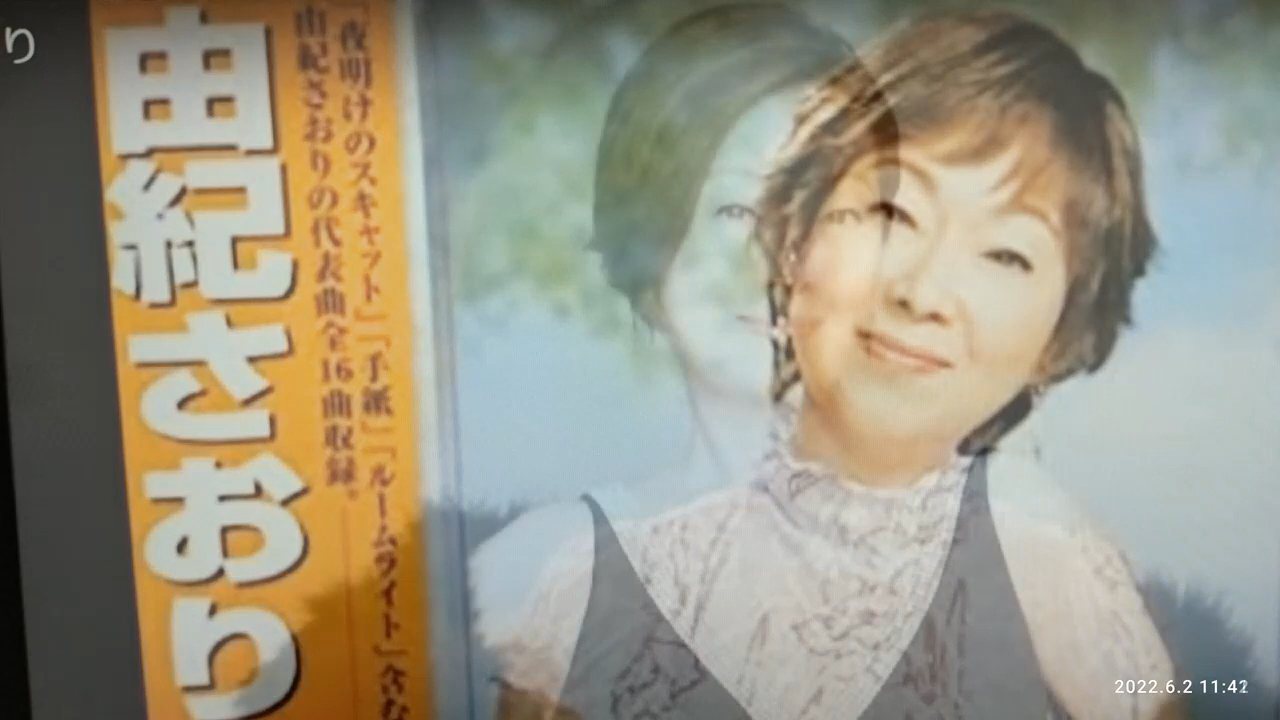 り
由紀さおり
「夜明けのスキャット」「手紙」「ルームライト」含む
由紀さおりの代表曲全16曲収録。
2022.6.2 11:42